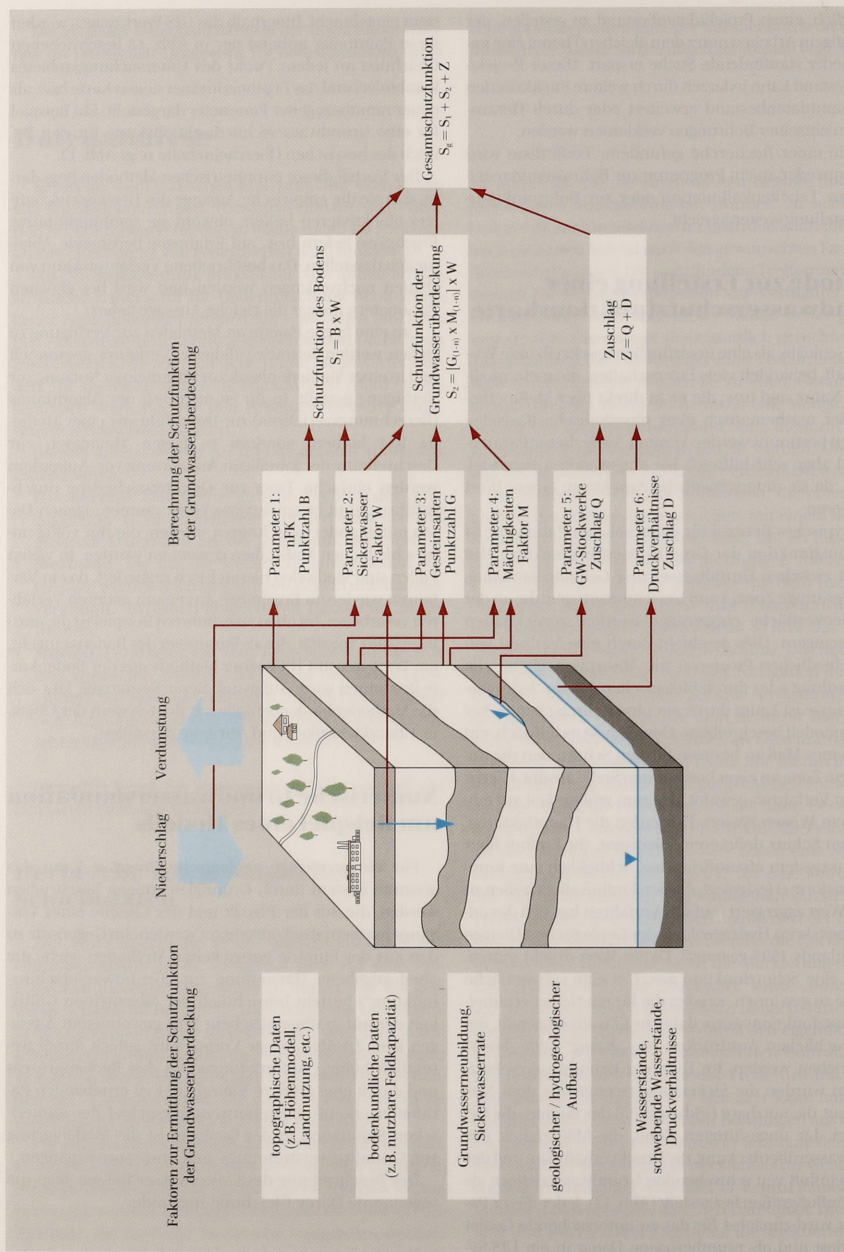 Faktoren zur Ermittlung der Schutzfunktion
der Grundwasserüberdeckung
topographische Daten
(z.B. Höhenmodell,
Landnutzung, etc.)
bodenkundliche Daten
(z.B. nutzbare Feldkapazität)
Grundwasserneubildung,
Sickerwasserrate
geologischer / hydrogeologischer
Aufbau
Wasserstände,
schwebende Wasserstände,
Druckverhältnisse
Niederschlag
Verdunstung
Berechnung der Schutzfunktion
der Grundwasserüberdeckung
Parameter 1:
nFK
Punktzahl B
Parameter 2:
Sickerwasser
Faktor W
Parameter 3:
Gesteinsarten
Punktzahl G
Parameter 4:
Mächtigkeiten
Faktor M
Parameter 5:
GW-Stockwerke
Zuschlag Q
Parameter 6:
Druckverhältnisse
Zuschlag D
Schutzfunktion des Bodens
S₁ = B x W
Schutzfunktion der
Grundwasserüberdeckung
S₂ = [G₍₁₋ₙ₎ x M₍₁₋ₙ₎] x W
Zuschlag
Z = Q + D
Gesamtschutzfunktion
S_g = S₁ + S₂ + Z